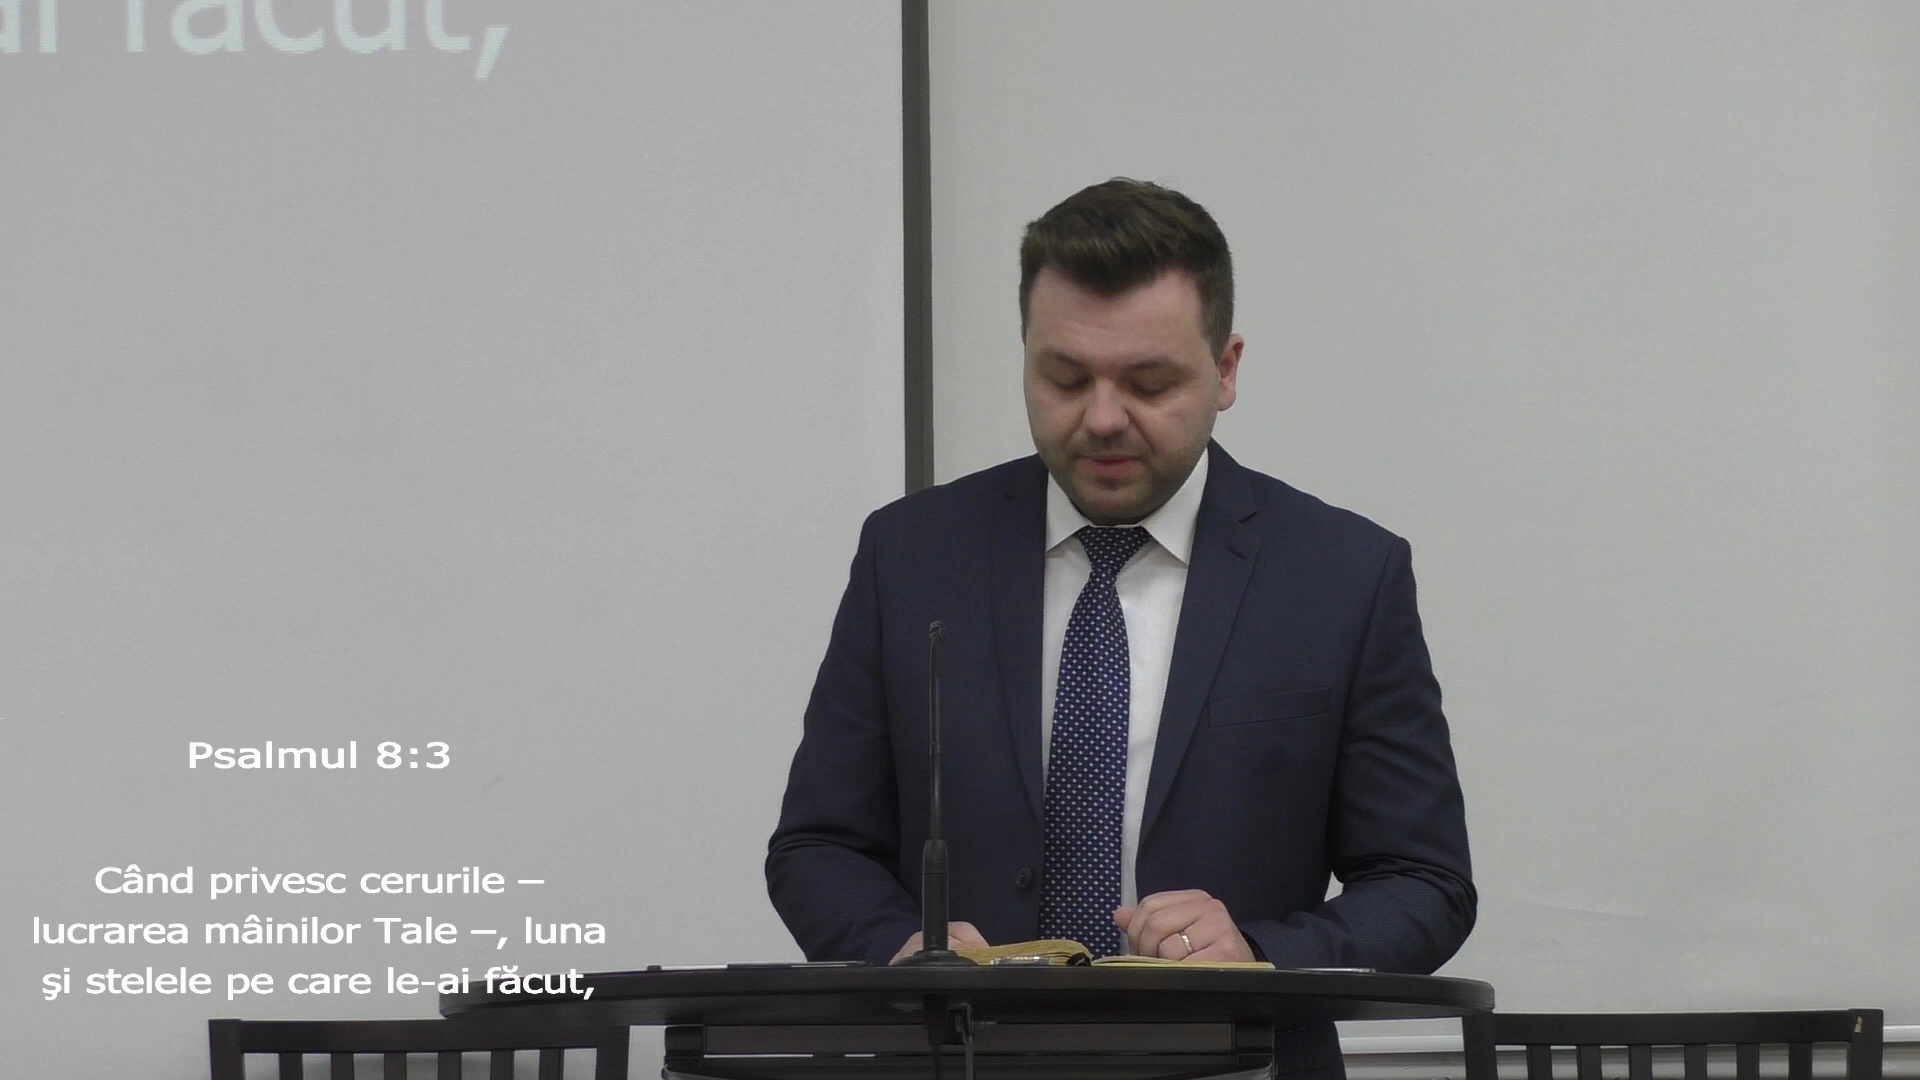 ai făcut,
Psalmul 8:3
Când privesc cerurile –
lucrarea mâinilor Tale –, luna
şi stelele pe care le-ai făcut,